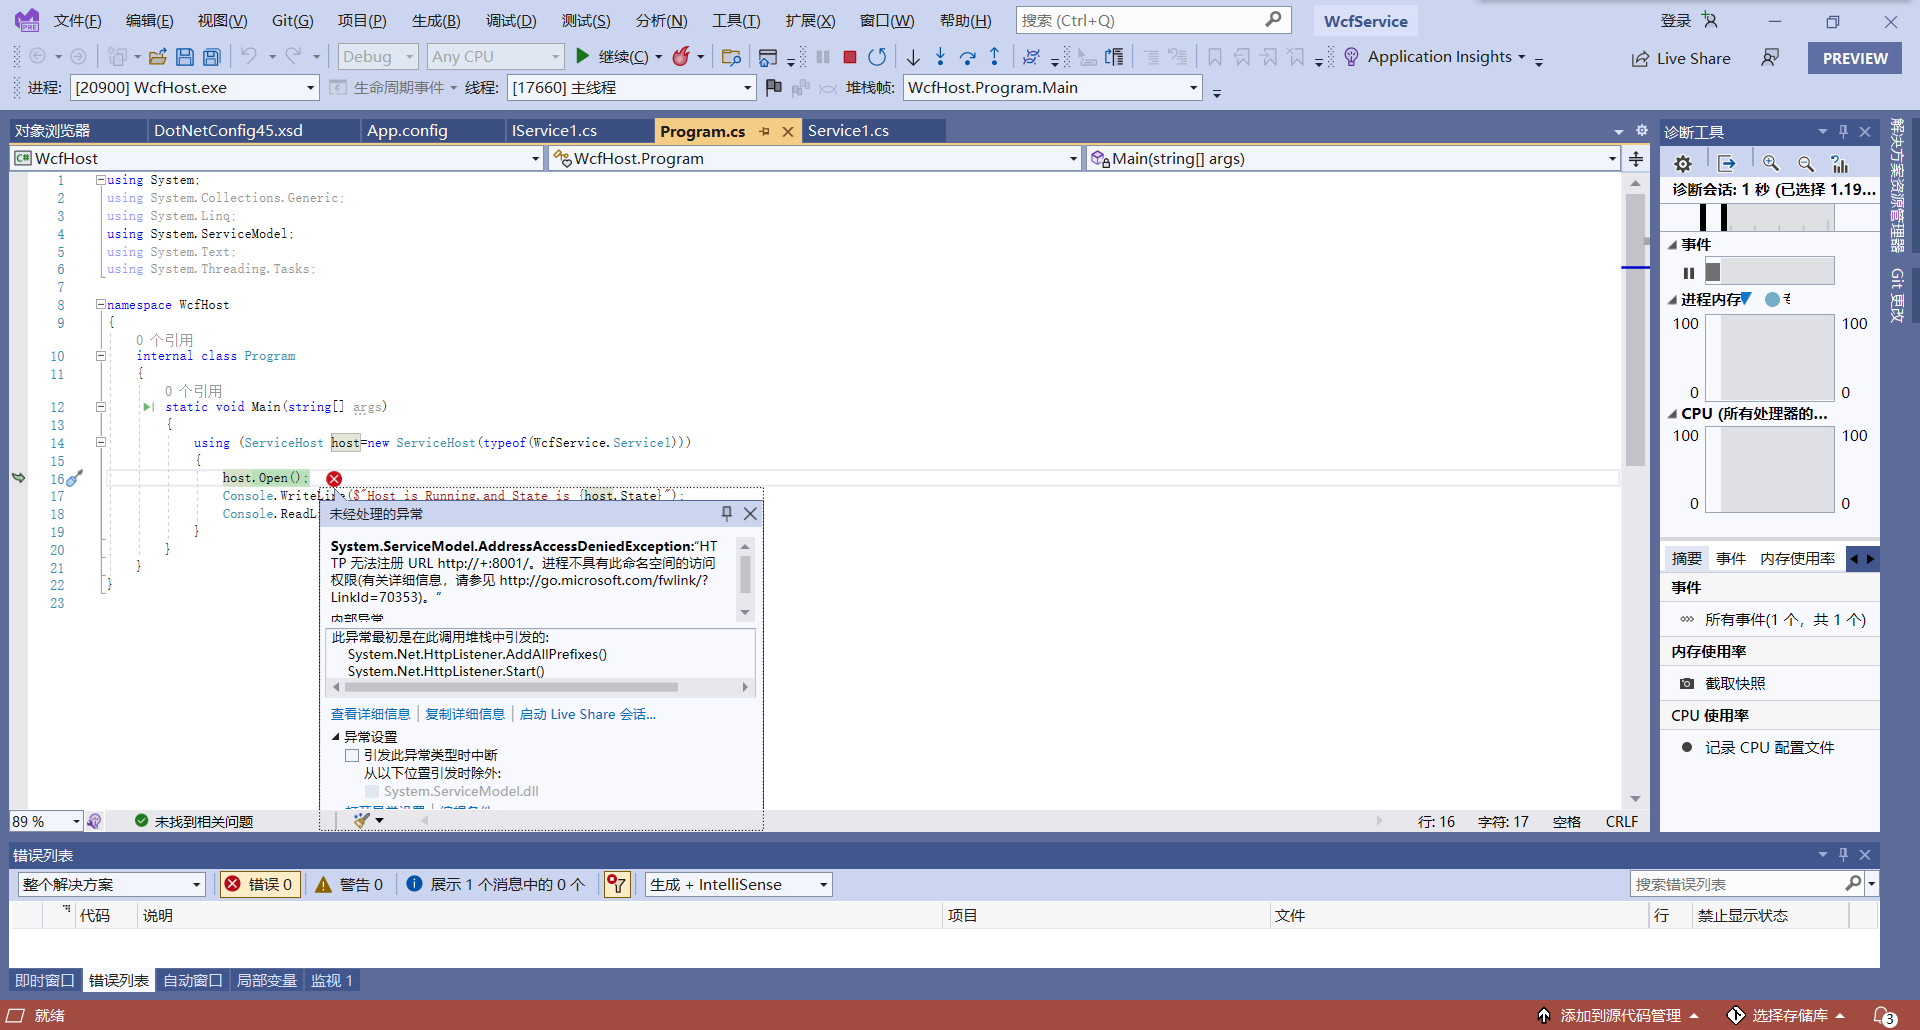 文件(F) 编辑(E) 视图(V) Git(G) 项目(P) 生成(B) 调试(D) 测试(S) 分析(N) 工具(T) 扩展(X) 窗口(W) 帮助(H) 搜索 (Ctrl+Q) WcfService 登录
Debug Any CPU 继续(C) Application Insights Live Share PREVIEW
进程: [20900] WcfHost.exe 生命周期事件 线程: [17660] 主线程 堆栈帧: WcfHost.Program.Main
对象浏览器 DotNetConfig45.xsd App.config IService1.cs Program.cs Service1.cs
WcfHost WcfHost.Program Main(string[] args)
1 using System;
2 using System.Collections.Generic;
3 using System.Linq;
4 using System.ServiceModel;
5 using System.Text;
6 using System.Threading.Tasks;
7
8 namespace WcfHost
9 {
0 个引用
10 internal class Program
11 {
0 个引用
12 static void Main(string[] args)
13 {
14 using (ServiceHost host=new ServiceHost(typeof(WcfService.Service1)))
15 {
16 host.Open();
17 Console.WriteLine($"Host is Running,and State is {host.State}");
18 Console.ReadLi
19 }
20 }
21 }
22 }
23
未经处理的异常
System.ServiceModel.AddressAccessDeniedException:“HT
TP 无法注册 URL http://+:8001/。进程不具有此命名空间的访问
权限(有关详细信息，请参见 http://go.microsoft.com/fwlink/?
LinkId=70353)。”
内部异常
此异常最初是在此调用堆栈中引发的:
System.Net.HttpListener.AddAllPrefixes()
System.Net.HttpListener.Start()
查看详细信息 复制详细信息 启动 Live Share 会话...
异常设置
引发此异常类型时中断
从以下位置引发时除外:
System.ServiceModel.dll
打开异常设置 编辑条件
89 % 未找到相关问题 行: 16 字符: 17 空格 CRLF
诊断工具
诊断会话: 1 秒 (已选择 1.19...
事件
进程内存
100 100
0 0
CPU (所有处理器的...
100 100
0 0
摘要 事件 内存使用率
事件
所有事件(1 个，共 1 个)
内存使用率
截取快照
CPU 使用率
记录 CPU 配置文件
解决方案资源管理器
Git 更改
错误列表
整个解决方案 错误 0 警告 0 展示 1 个消息中的 0 个 生成 + IntelliSense 搜索错误列表
代码 说明 项目 文件 行 禁止显示状态
即时窗口 错误列表 自动窗口 局部变量 监视 1
就绪 添加到源代码管理 选择存储库 3